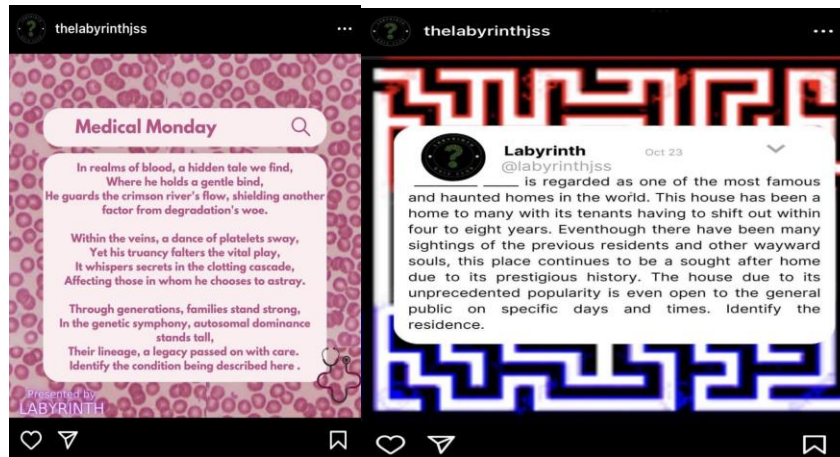 thelabyrinthjss
Medical Monday
In realms of blood, a hidden tale we find,
Where he holds a gentle bind,
He guards the crimson river's flow, shielding another
factor from degradation's woe.
Within the veins, a dance of platelets sway,
Yet his truancy falters the vital play,
It whispers secrets in the clotting cascade,
Affecting those in whom he chooses to astray.
Through generations, families stand strong,
In the genetic symphony, autosomal dominance
stands tall,
Their lineage, a legacy passed on with care.
Identify the condition being described here .
Presented by
LABYRINTH
thelabyrinthjss
Labyrinth
Oct 23
@labyrinthjss
________ ____ is regarded as one of the most famous
and haunted homes in the world. This house has been a
home to many with its tenants having to shift out within
four to eight years. Eventhough there have been many
sightings of the previous residents and other wayward
souls, this place continues to be a sought after home
due to its prestigious history. The house due to its
unprecedented popularity is even open to the general
public on specific days and times. Identify the
residence.